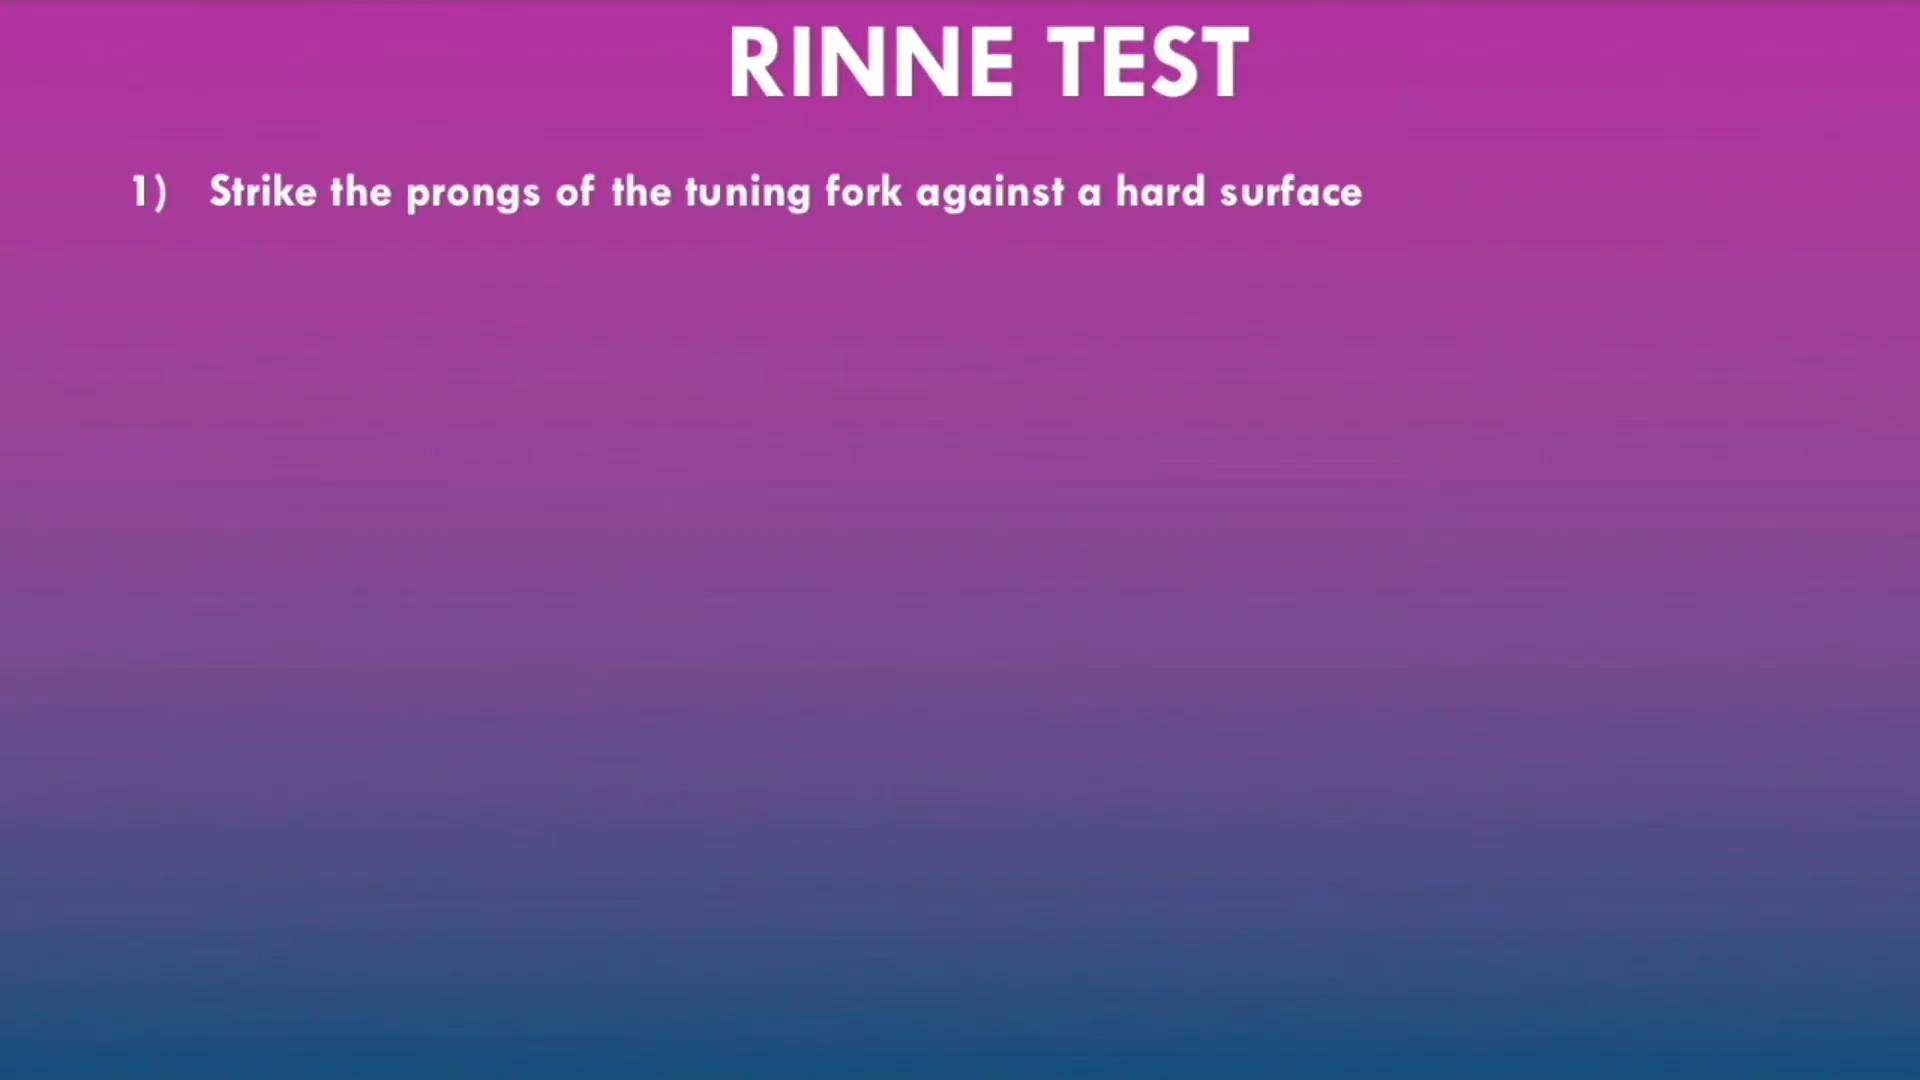 RINNE TEST
1) Strike the prongs of the tuning fork against a hard surface